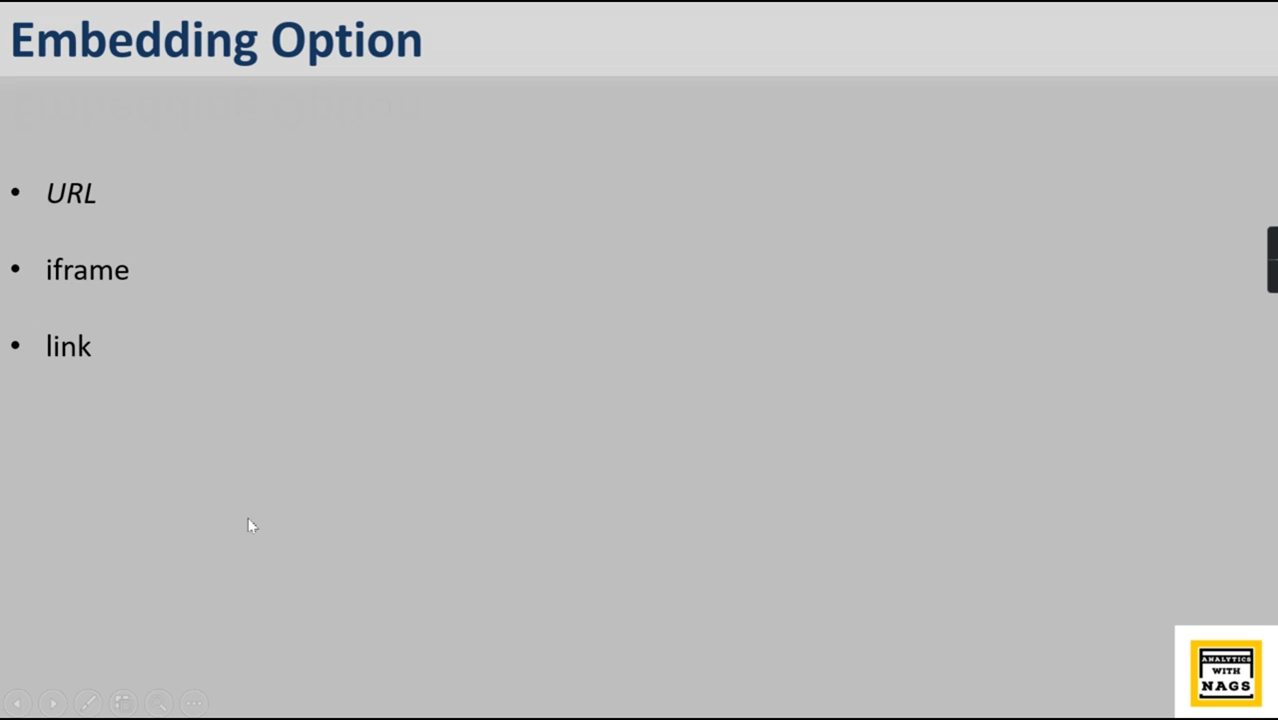 Embedding Option
• URL
• iframe
• link
ANALYTICS
WITH
NAGS